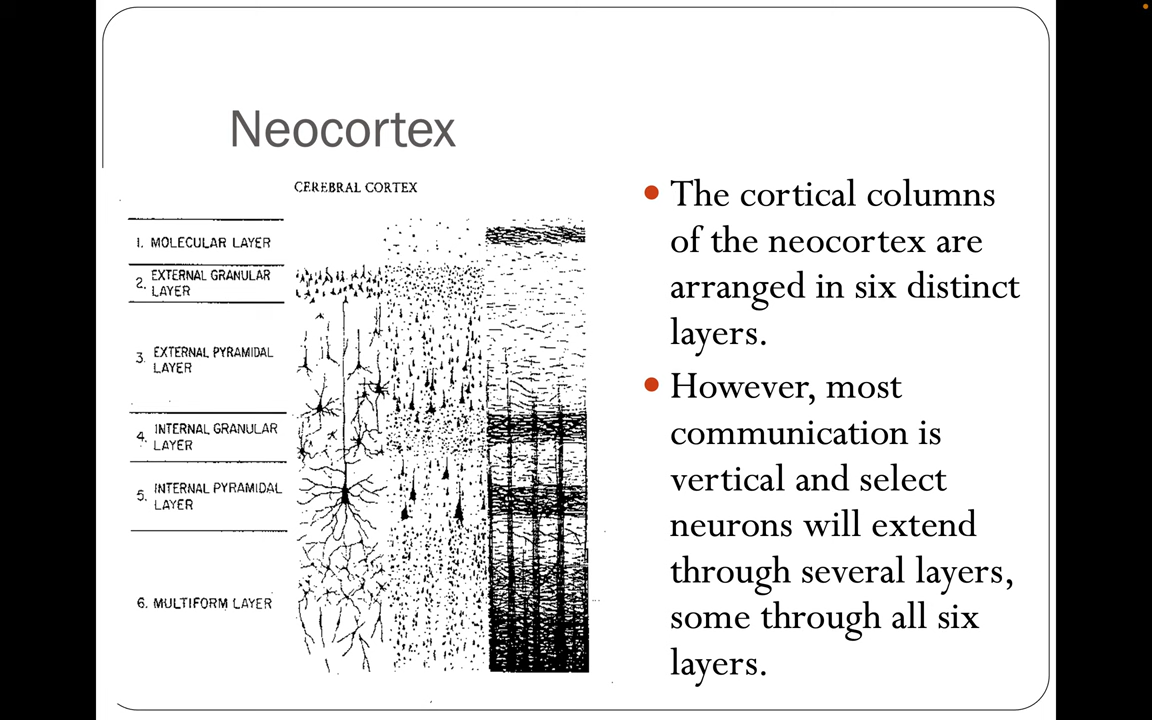 Neocortex
CEREBRAL CORTEX
1. MOLECULAR LAYER
2. EXTERNAL GRANULAR
LAYER
3. EXTERNAL PYRAMIDAL
LAYER
4. INTERNAL GRANULAR
LAYER
5. INTERNAL PYRAMIDAL
LAYER
6. MULTIFORM LAYER
• The cortical columns
of the neocortex are
arranged in six distinct
layers.
• However, most
communication is
vertical and select
neurons will extend
through several layers,
some through all six
layers.